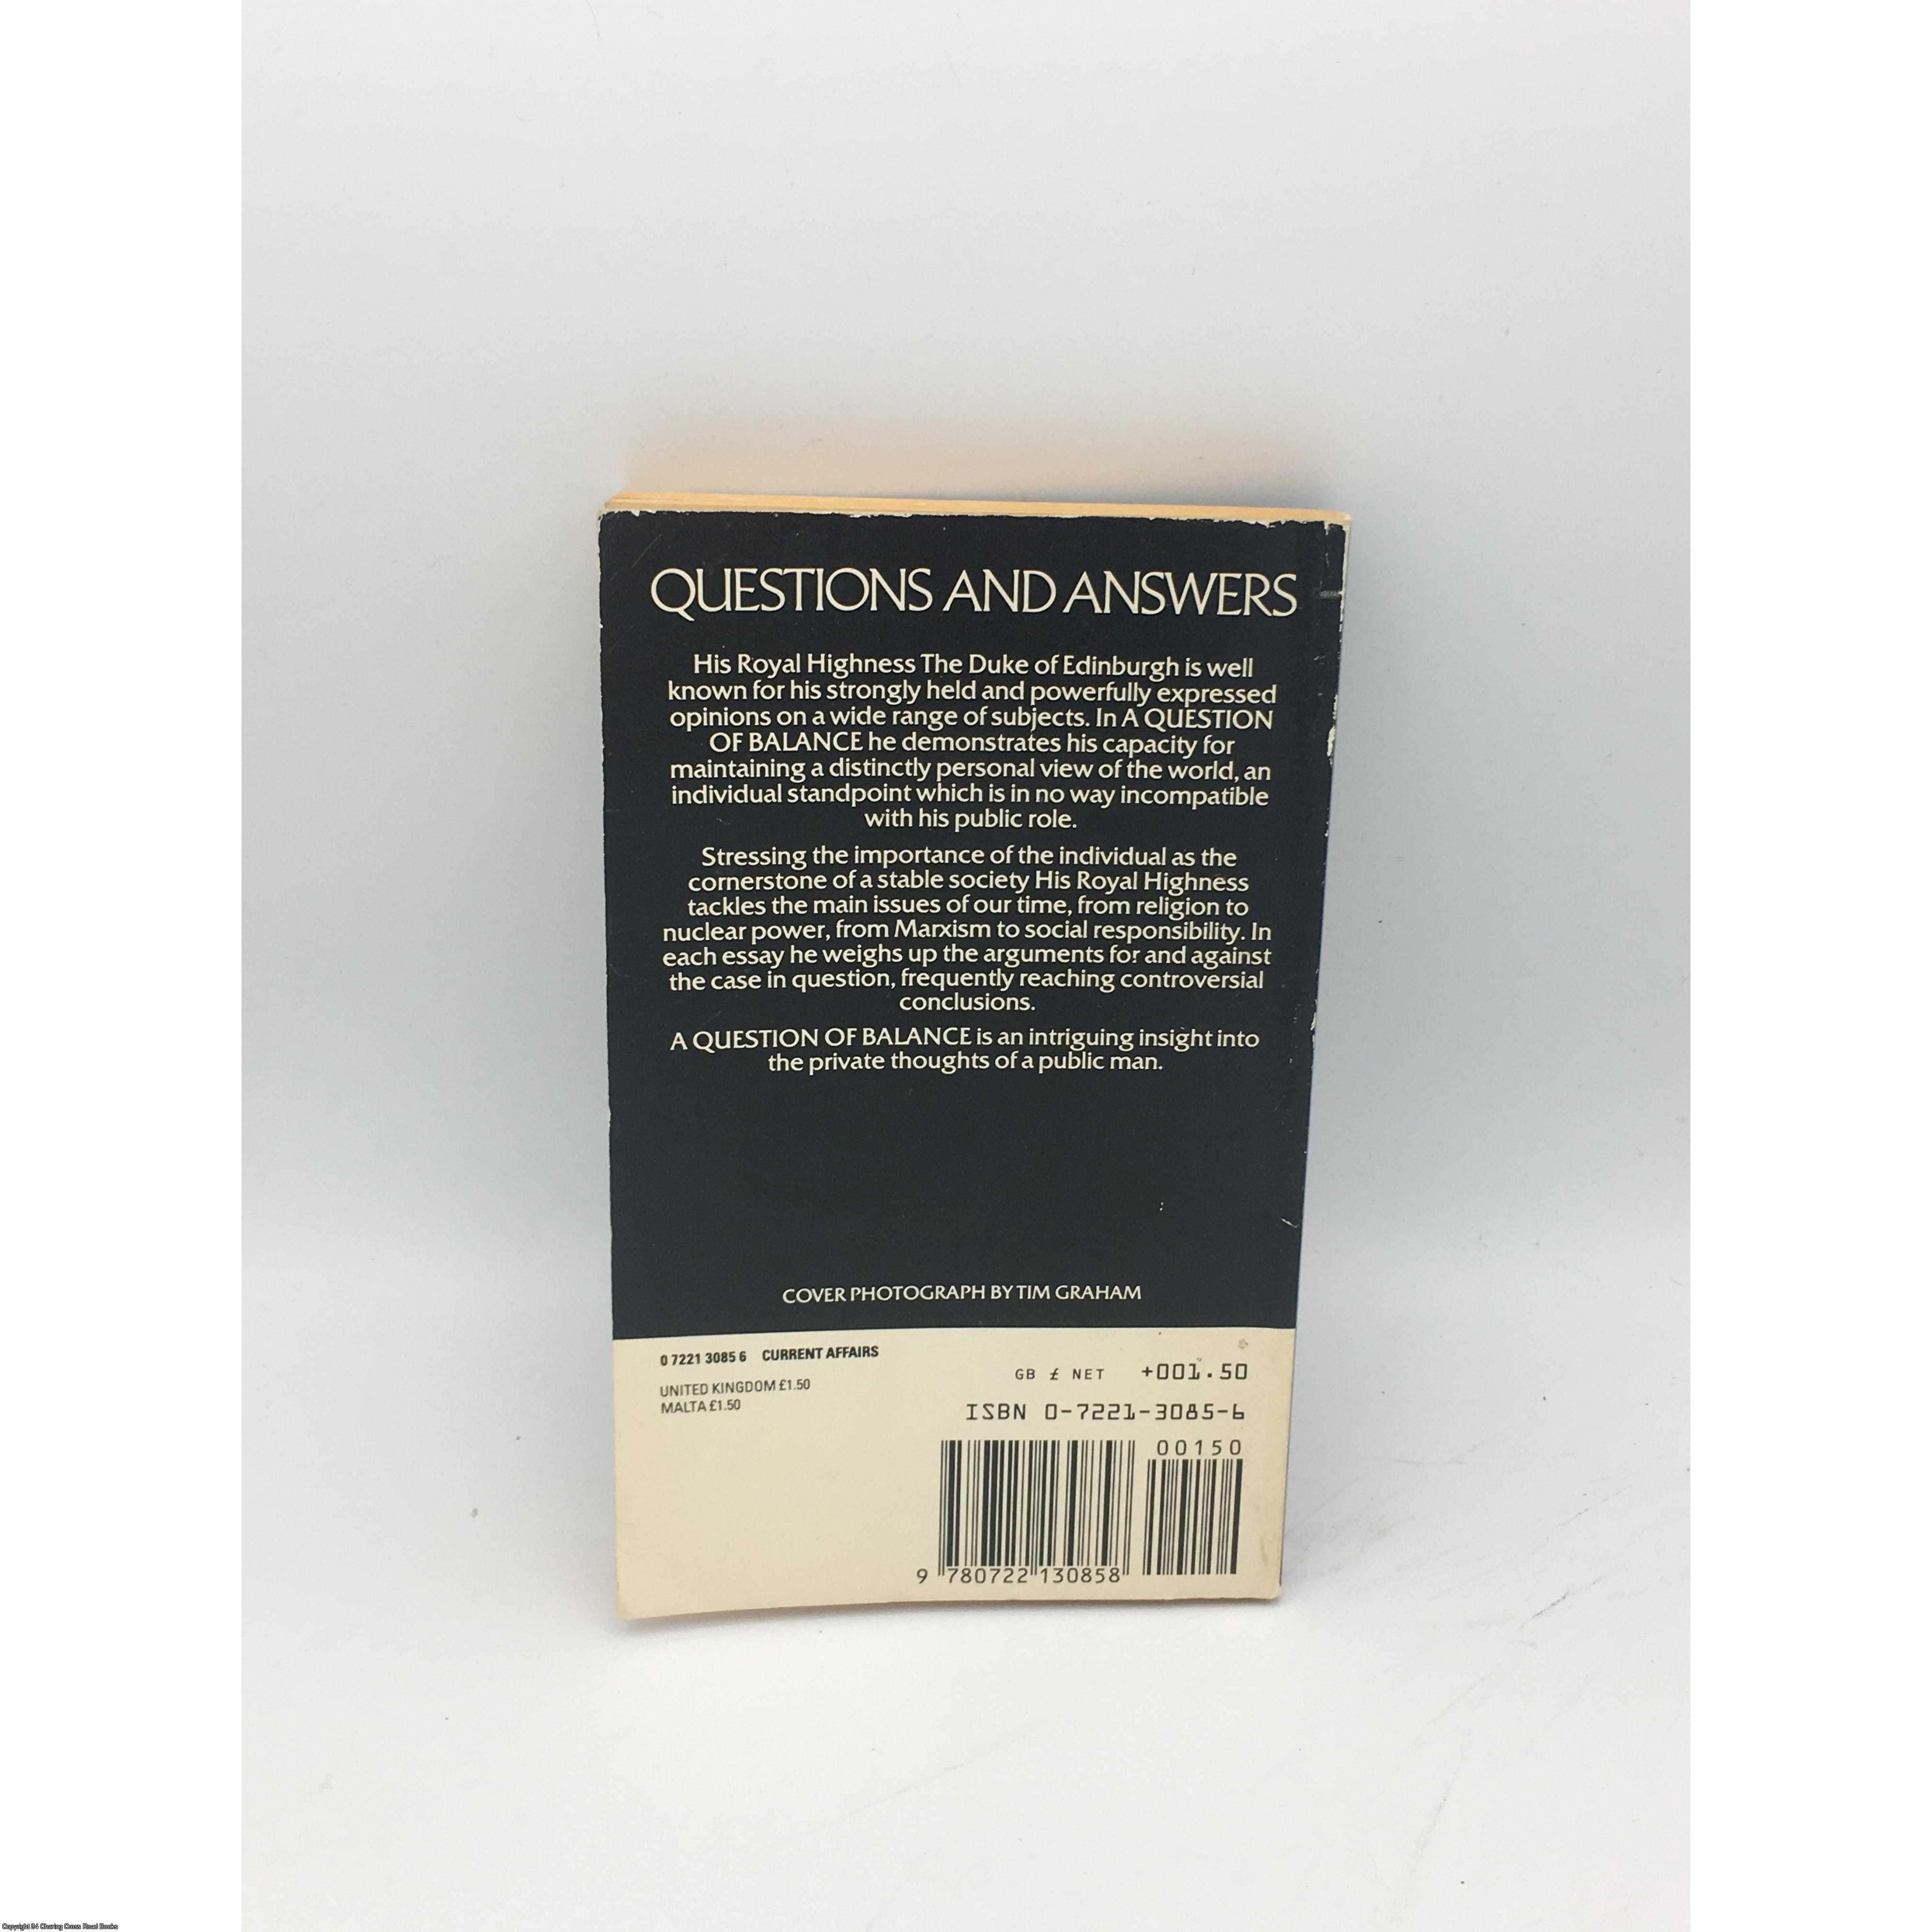 QUESTIONS AND ANSWERS
His Royal Highness The Duke of Edinburgh is well
known for his strongly held and powerfully expressed
opinions on a wide range of subjects. In A QUESTION
OF BALANCE he demonstrates his capacity for
maintaining a distinctly personal view of the world, an
individual standpoint which is in no way incompatible
with his public role.
Stressing the importance of the individual as the
cornerstone of a stable society His Royal Highness
tackles the main issues of our time, from religion to
nuclear power, from Marxism to social responsibility. In
each essay he weighs up the arguments for and against
the case in question, frequently reaching controversial
conclusions.
A QUESTION OF BALANCE is an intriguing insight into
the private thoughts of a public man.
COVER PHOTOGRAPH BY TIM GRAHAM
0 7221 3085 6 CURRENT AFFAIRS
UNITED KINGDOM £1.50
MALTA £1.50
GB £ NET +001.50
ISBN 0-7221-3085-6
00150
9 780722 130858
Copyright 84 Charing Cross Road Books